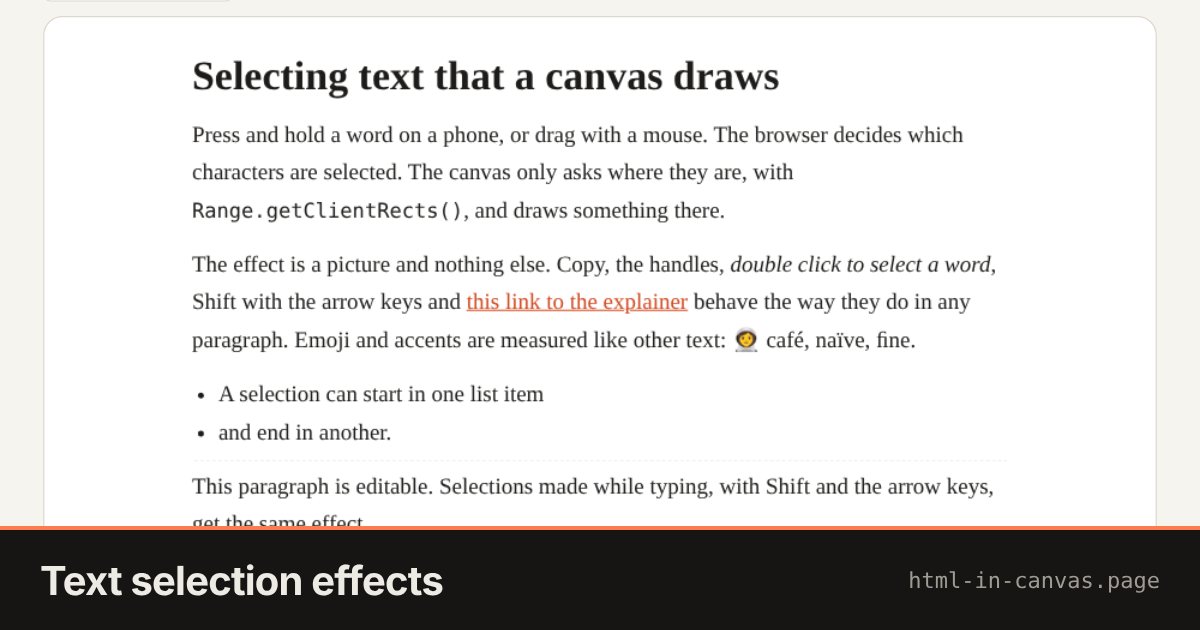 Selecting text that a canvas draws
Press and hold a word on a phone, or drag with a mouse. The browser decides which
characters are selected. The canvas only asks where they are, with
Range.getClientRects(), and draws something there.
The effect is a picture and nothing else. Copy, the handles, double click to select a word,
Shift with the arrow keys and this link to the explainer behave the way they do in any
paragraph. Emoji and accents are measured like other text: 👩‍🚀 café, naïve, fine.
• A selection can start in one list item
• and end in another.
This paragraph is editable. Selections made while typing, with Shift and the arrow keys,
get the same effect.
Text selection effects
html-in-canvas.page